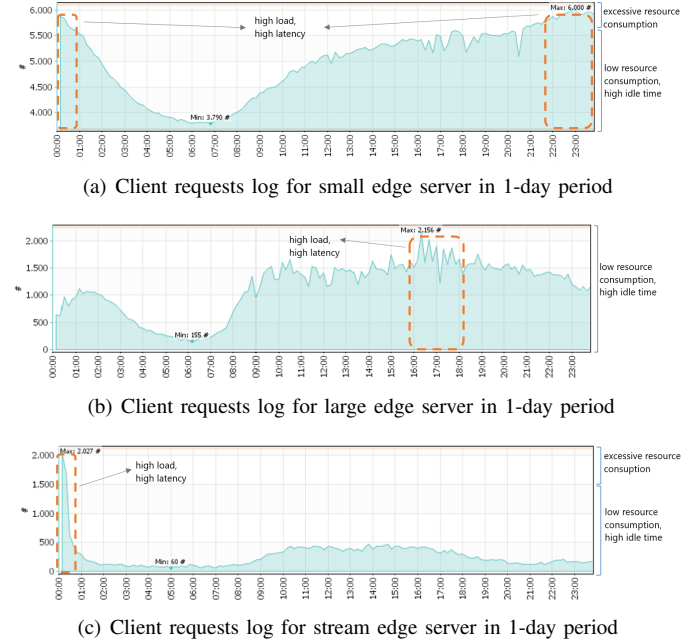 Max: 6,000 #
6.000
5.500
5.000
4.500
4.000
#
high load,
high latency
Min: 3.790 #
excessive resource
consumption
low resource
consumption,
high idle time
00:00 01:00 02:00 03:00 04:00 05:00 06:00 07:00 08:00 09:00 10:00 11:00 12:00 13:00 14:00 15:00 16:00 17:00 18:00 19:00 20:00 21:00 22:00 23:00
(a) Client requests log for small edge server in 1-day period
Max: 2.156 #
2.000
1.500
1.000
500
0
#
high load,
high latency
Min: 155 #
low resource
consumption,
high idle time
00:00 01:00 02:00 03:00 04:00 05:00 06:00 07:00 08:00 09:00 10:00 11:00 12:00 13:00 14:00 15:00 16:00 17:00 18:00 19:00 20:00 21:00 22:00 23:00
(b) Client requests log for large edge server in 1-day period
Max: 2.027 #
2.000
1.500
1.000
500
0
#
high load,
high latency
Min: 60 #
excessive resource
consuption
low resource
consumption,
high idle time
00:00 01:00 02:00 03:00 04:00 05:00 06:00 07:00 08:00 09:00 10:00 11:00 12:00 13:00 14:00 15:00 16:00 17:00 18:00 19:00 20:00 21:00 22:00 23:00
(c) Client requests log for stream edge server in 1-day period